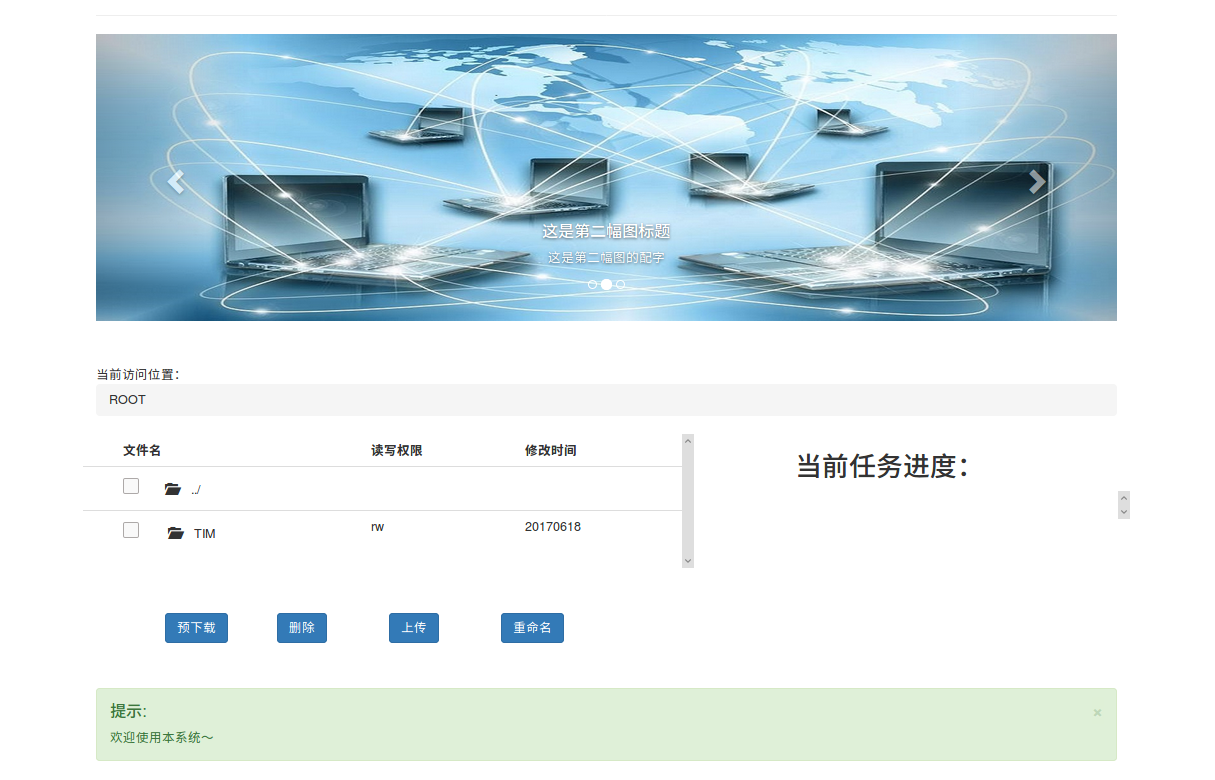 这是第二幅图标题
这是第二幅图的配字
当前访问位置：
ROOT
文件名 读写权限 修改时间
../
TIM rw 20170618
当前任务进度：
预下载 删除 上传 重命名
提示:
×
欢迎使用本系统～